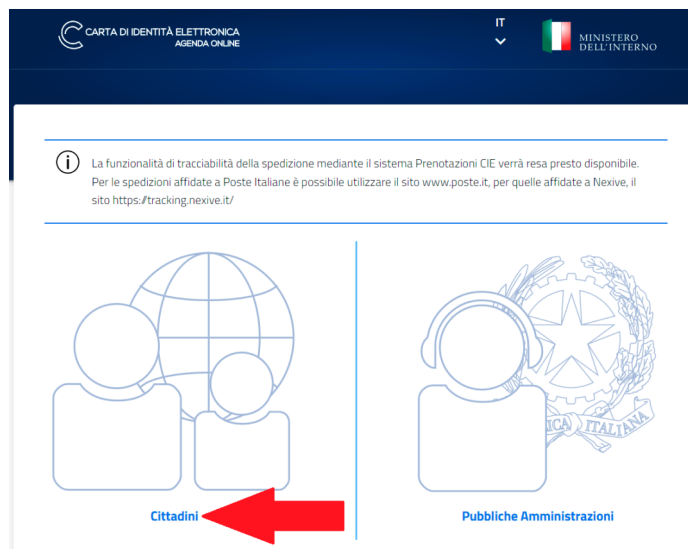 CARTA DI IDENTITÀ ELETTRONICA
AGENDA ONLINE
IT
MINISTERO
DELL'INTERNO
La funzionalità di tracciabilità della spedizione mediante il sistema Prenotazioni CIE verrà resa presto disponibile.
Per le spedizioni affidate a Poste Italiane è possibile utilizzare il sito www.poste.it, per quelle affidate a Nexive, il
sito https://tracking.nexive.it/
ICA ITALIANA
Cittadini
Pubbliche Amministrazioni